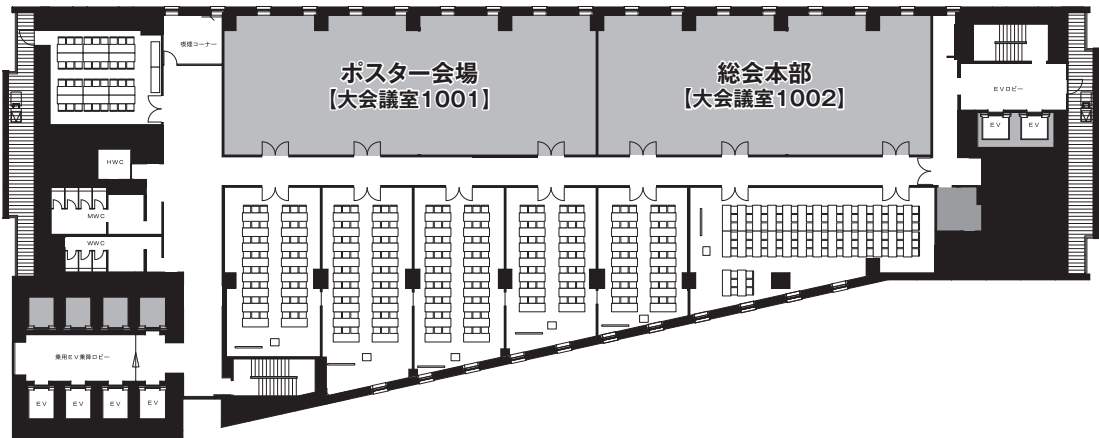 喫煙コーナー
ポスター会場
【大会議室1001】
総会本部
【大会議室1002】
EVロビー
EV
EV
HWC
MWC
WWC
乗用EV乗降ロビー
EV
EV
EV
EV